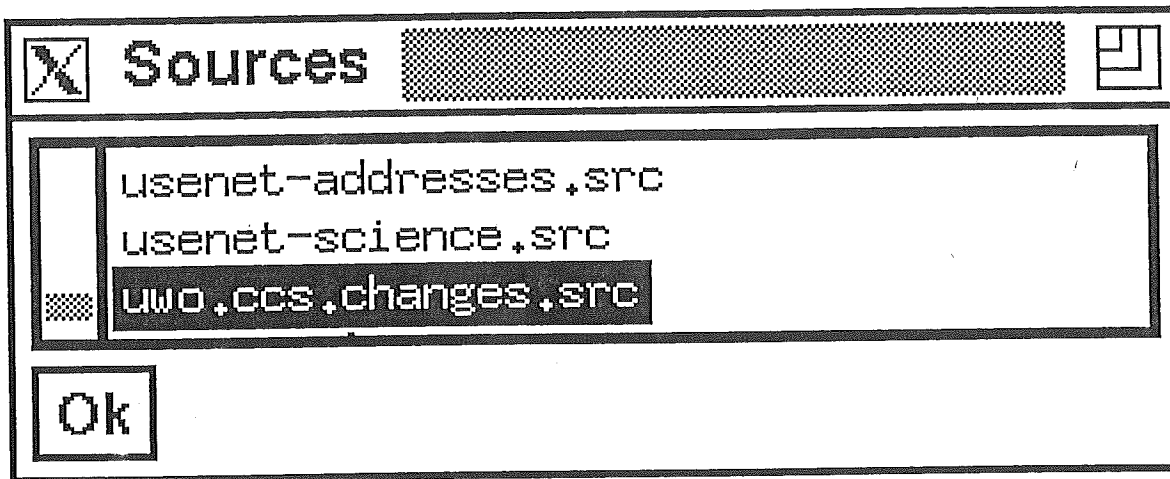 Sources
usenet-addresses.src
usenet-science.src
uwo.ccs.changes.src
Ok